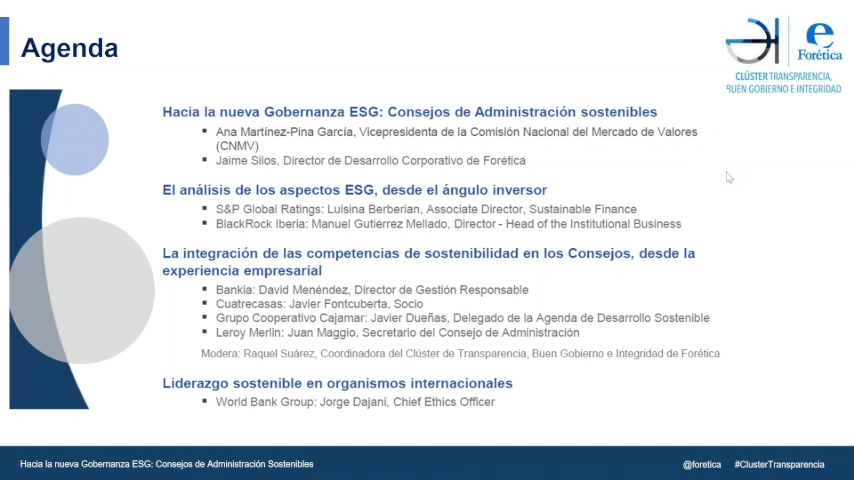 Agenda
e
Forética
CLÚSTER TRANSPARENCIA,
BUEN GOBIERNO E INTEGRIDAD
Hacia la nueva Gobernanza ESG: Consejos de Administración sostenibles
Ana Martínez-Pina García, Vicepresidenta de la Comisión Nacional del Mercado de Valores
(CNMV)
Jaime Silos, Director de Desarrollo Corporativo de Forética
El análisis de los aspectos ESG, desde el ángulo inversor
S&P Global Ratings: Luisina Berberian, Associate Director, Sustainable Finance
BlackRock Iberia: Manuel Gutiérrez Mellado, Director - Head of the Institutional Business
La integración de las competencias de sostenibilidad en los Consejos, desde la
experiencia empresarial
Bankia: David Menéndez, Director de Gestión Responsable
Cuatrecasas: Javier Fontcuberta, Socio
Grupo Cooperativo Cajamar: Javier Dueñas, Delegado de la Agenda de Desarrollo Sostenible
Leroy Merlin: Juan Maggio, Secretario del Consejo de Administración
Modera: Raquel Suárez, Coordinadora del Clúster de Transparencia, Buen Gobierno e Integridad de Forética
Liderazgo sostenible en organismos internacionales
World Bank Group: Jorge Dajani, Chief Ethics Officer
Hacia la nueva Gobernanza ESG: Consejos de Administración Sostenibles
@foretica #ClusterTransparencia